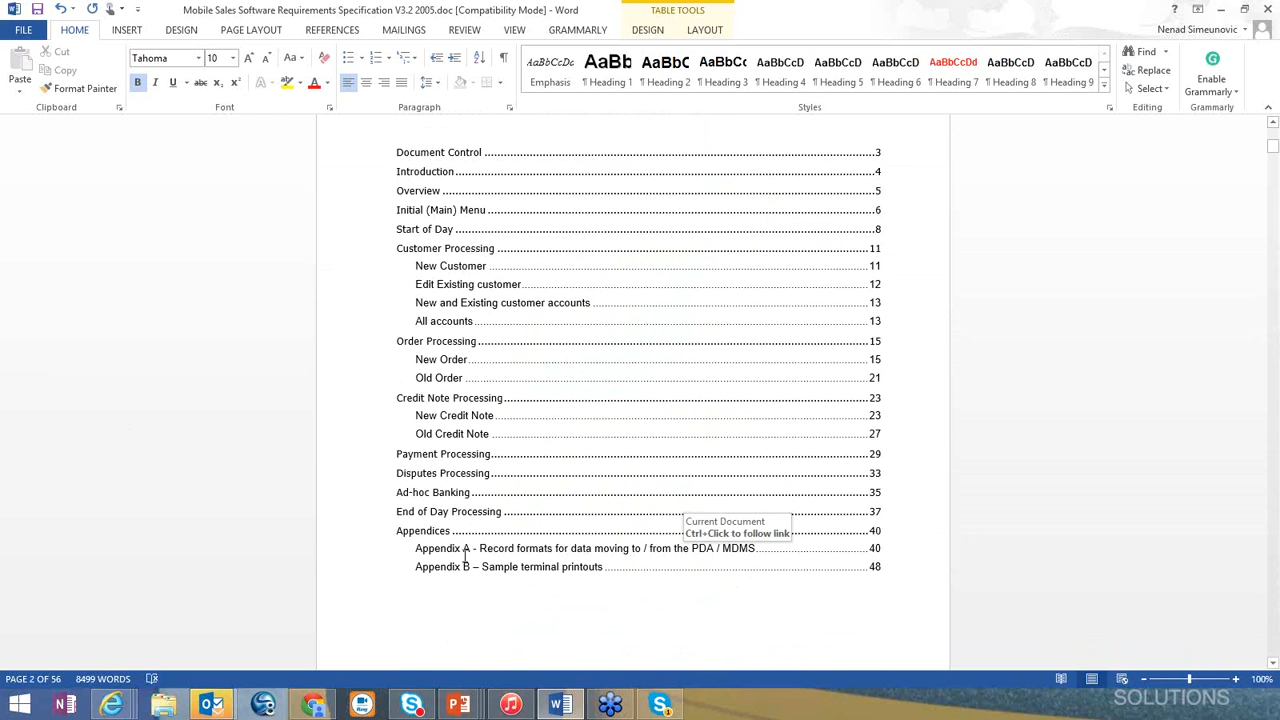 Mobile Sales Software Requirements Specification V3.2 2005.doc [Compatibility Mode] - Word
TABLE TOOLS
FILE HOME INSERT DESIGN PAGE LAYOUT REFERENCES MAILINGS REVIEW VIEW GRAMMARLY DESIGN LAYOUT
Nenad Simeunovic
Paste
Cut
Copy
Format Painter
Clipboard
Tahoma 10
Font
Paragraph
AaBbCcD AaBb AaBbC AaBbCc AaBbCcD AaBbCcD AaBbCcD AaBbCcDd AaBbCcD AaBbCcD
Emphasis ¶ Heading 1 ¶ Heading 2 ¶ Heading 3 ¶ Heading 4 ¶ Heading 5 ¶ Heading 6 ¶ Heading 7 ¶ Heading 8 ¶ Heading 9
Styles
Find
Replace
Select
Editing
Enable
Grammarly
Grammarly
Document Control 3
Introduction 4
Overview 5
Initial (Main) Menu 6
Start of Day 8
Customer Processing 11
New Customer 11
Edit Existing customer 12
New and Existing customer accounts 13
All accounts 13
Order Processing 15
New Order 15
Old Order 21
Credit Note Processing 23
New Credit Note 23
Old Credit Note 27
Payment Processing 29
Disputes Processing 33
Ad-hoc Banking 35
End of Day Processing 37
Appendices 40
Current Document
Ctrl+Click to follow link
Appendix A - Record formats for data moving to / from the PDA / MDMS 40
Appendix B – Sample terminal printouts 48
PAGE 2 OF 56 8499 WORDS
100%
SOLUTIONS